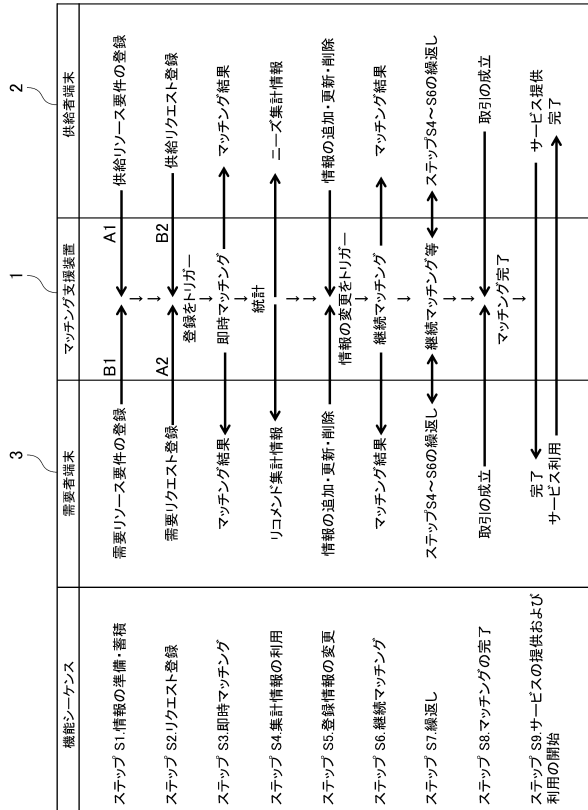 3
1
2
機能シーケンス
需要者端末
マッチング支援装置
供給者端末
ステップ S1.情報の準備・蓄積
需要リソース要件の登録
B1
A1
供給リソース要件の登録
ステップ S2.リクエスト登録
需要リクエスト登録
A2
B2
供給リクエスト登録
登録をトリガー
ステップ S3.即時マッチング
マッチング結果
即時マッチング
マッチング結果
ステップ S4.集計情報の利用
リコメンド集計情報
統計
ニーズ集計情報
ステップ S5.登録情報の変更
情報の追加・更新・削除
情報の追加・更新・削除
情報の変更をトリガー
ステップ S6.継続マッチング
マッチング結果
継続マッチング
マッチング結果
ステップ S7.繰返し
ステップS4～S6の繰返し
継続マッチング等
ステップS4～S6の繰返し
ステップ S8.マッチングの完了
取引の成立
取引の成立
マッチング完了
ステップ S9.サービスの提供および
利用の開始
完了
サービス利用
サービス提供
完了